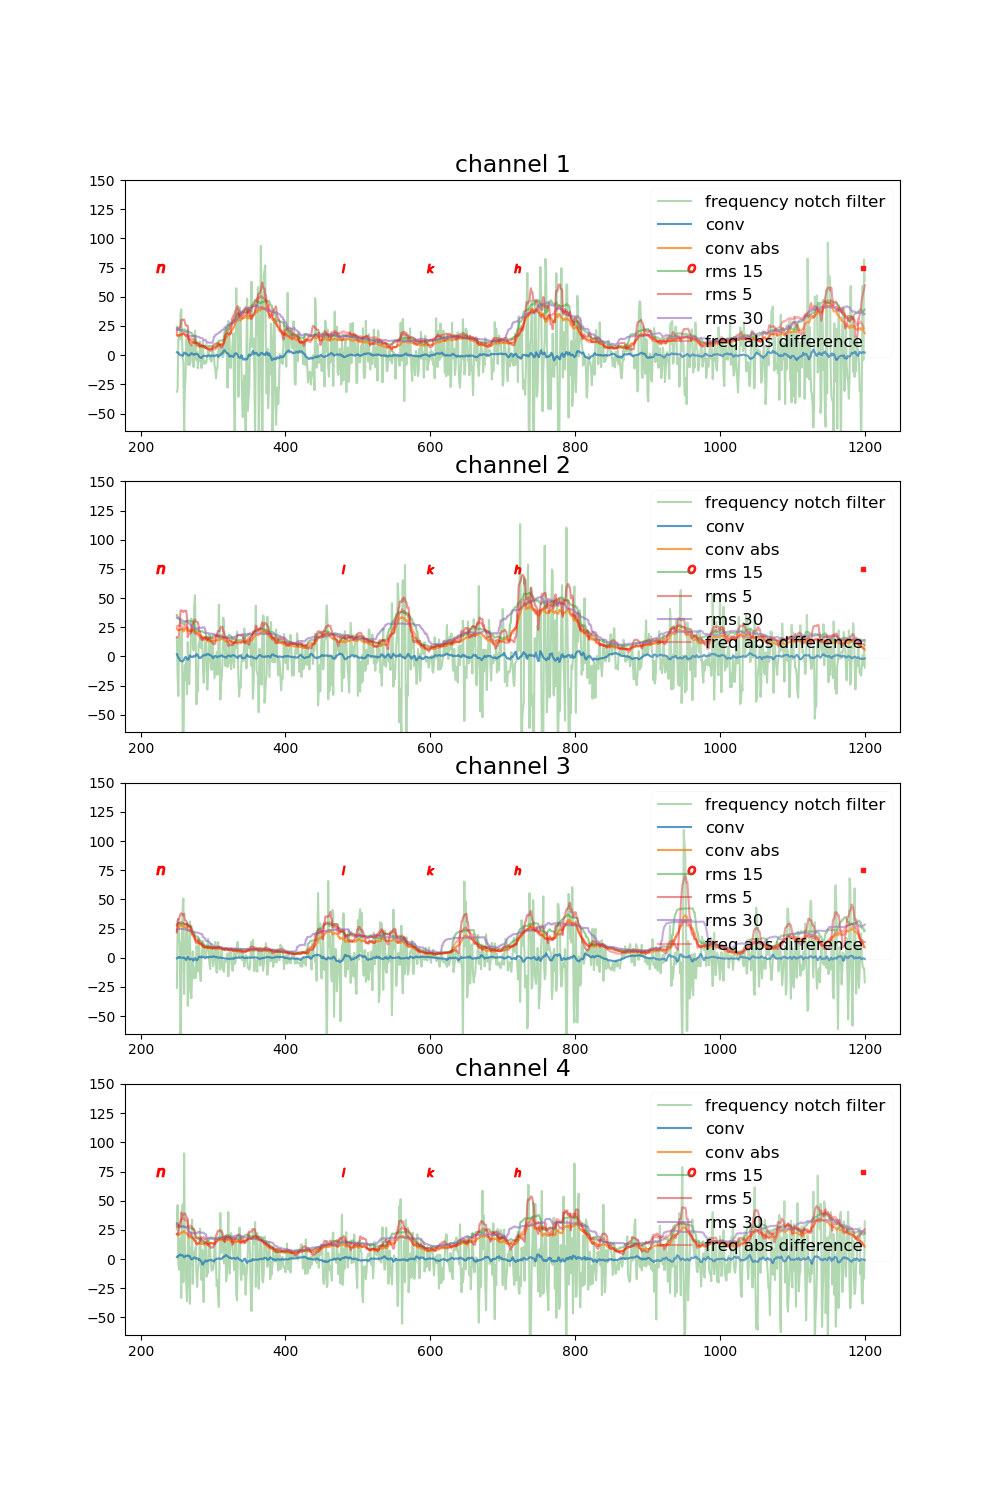 channel 1
150
125
100
75
50
25
0
−25
−50
n l k h o .
frequency notch filter
conv
conv abs
rms 15
rms 5
rms 30
freq abs difference
200 400 600 800 1000 1200
channel 2
150
125
100
75
50
25
0
−25
−50
n l k h o .
frequency notch filter
conv
conv abs
rms 15
rms 5
rms 30
freq abs difference
200 400 600 800 1000 1200
channel 3
150
125
100
75
50
25
0
−25
−50
n l k h o .
frequency notch filter
conv
conv abs
rms 15
rms 5
rms 30
freq abs difference
200 400 600 800 1000 1200
channel 4
150
125
100
75
50
25
0
−25
−50
n l k h o .
frequency notch filter
conv
conv abs
rms 15
rms 5
rms 30
freq abs difference
200 400 600 800 1000 1200